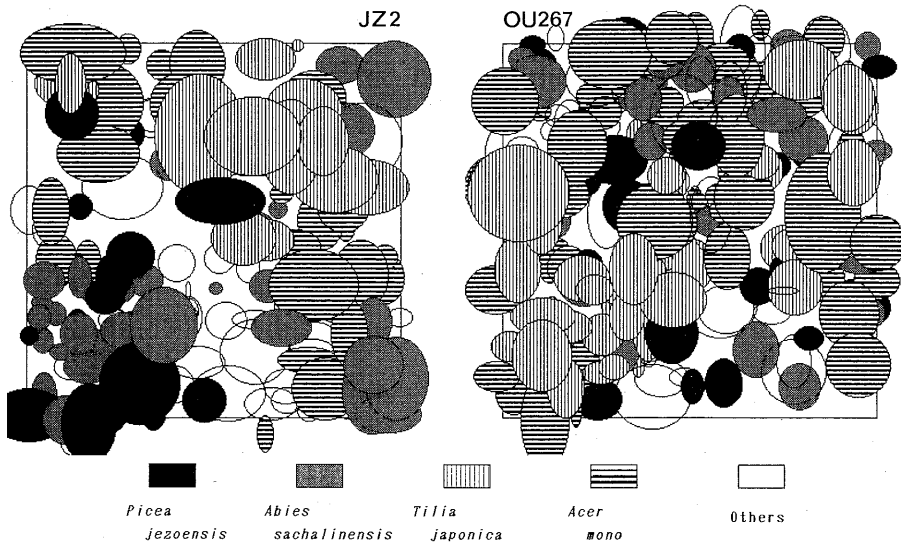 JZ2
OU267
Picea Abies Tilia Acer Others
jezoensis sachalinensis japonica mono